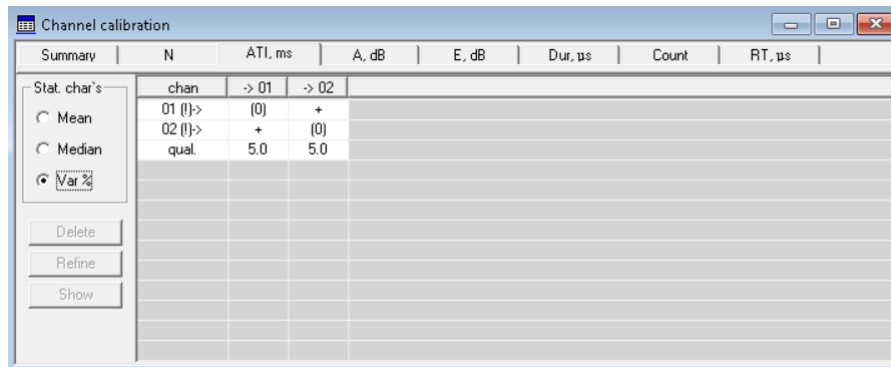 Channel calibration
Summary N ATI, ms A, dB E, dB Dur, µs Count RT, µs
Stat. char`s
Mean
Median
Var %
Delete
Refine
Show
chan -> 01 -> 02
01 (!)-> (0) +
02 (!)-> + (0)
qual. 5.0 5.0